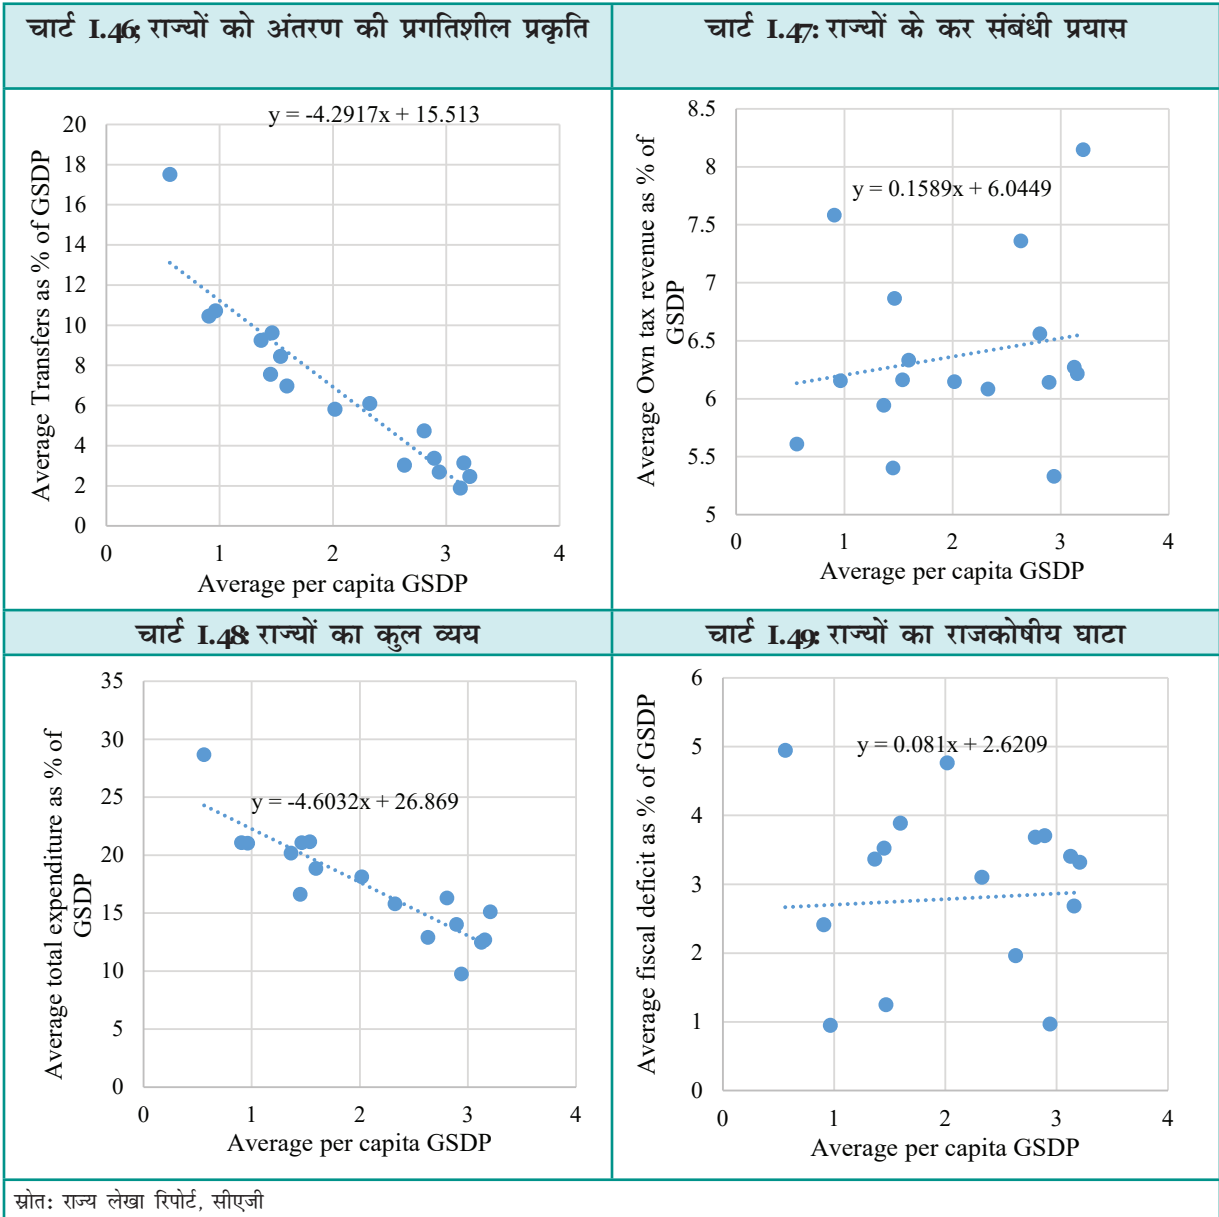 चार्ट I.46: राज्यों को अंतरण की प्रगतिशील प्रकृति
y = -4.2917x + 15.513
Average Transfers as % of GSDP
20
18
16
14
12
10
8
6
4
2
0
0 1 2 3 4
Average per capita GSDP
चार्ट I.47: राज्यों के कर संबंधी प्रयास
y = 0.1589x + 6.0449
Average Own tax revenue as % of
GSDP
8.5
8
7.5
7
6.5
6
5.5
5
0 1 2 3 4
Average per capita GSDP
चार्ट I.48: राज्यों का कुल व्यय
y = -4.6032x + 26.869
Average total expenditure as % of
GSDP
35
30
25
20
15
10
5
0
0 1 2 3 4
Average per capita GSDP
चार्ट I.49: राज्यों का राजकोषीय घाटा
y = 0.081x + 2.6209
Average fiscal deficit as % of GSDP
6
5
4
3
2
1
0
0 1 2 3 4
Average per capita GSDP
स्रोत: राज्य लेखा रिपोर्ट, सीएजी